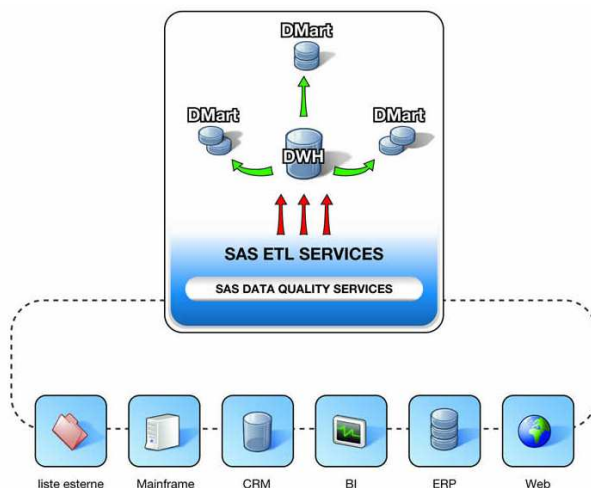 DMart
DMart
DMart
DWH
SAS ETL SERVICES
SAS DATA QUALITY SERVICES
liste esterne
Mainframe
CRM
BI
ERP
Web